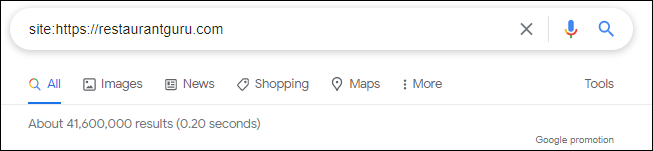 site:https://restaurantguru.com
All Images News Shopping Maps More Tools
About 41,600,000 results (0.20 seconds)
Google promotion